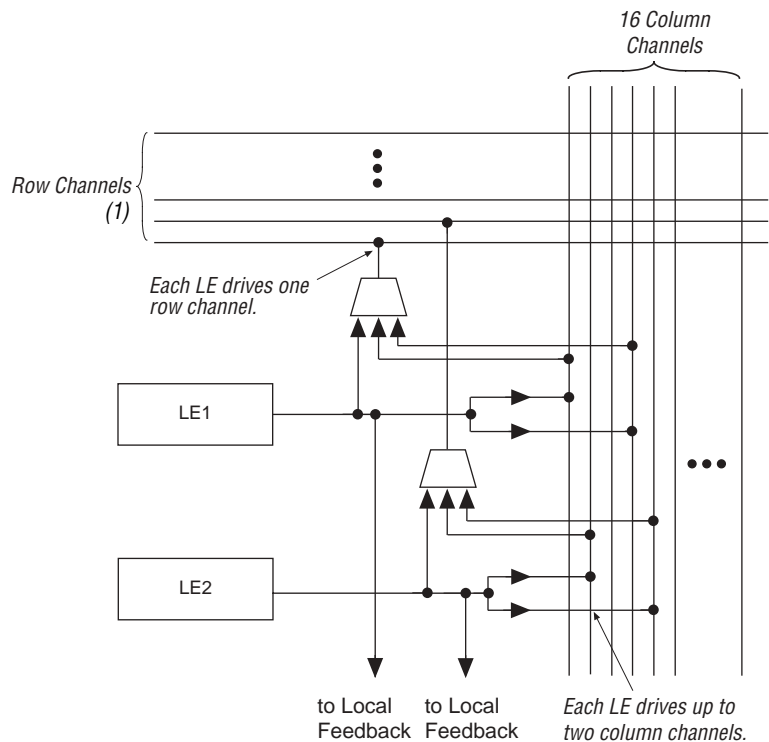 16 Column
Channels
Row Channels
(1)
Each LE drives one
row channel.
LE1
LE2
to Local
Feedback
to Local
Feedback
Each LE drives up to
two column channels.